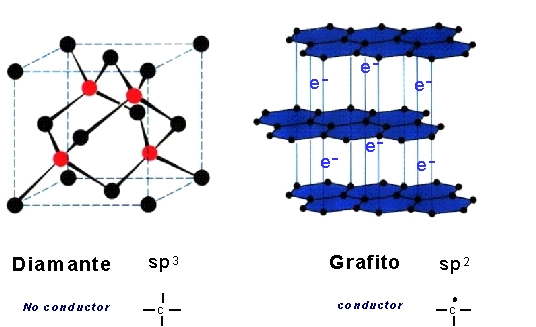 e⁻ e⁻ e⁻
e⁻ e⁻ e⁻
Diamante sp³
Grafito sp²
No conductor
C
conductor
C